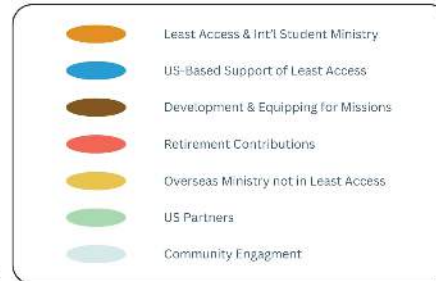 Least Access & Int'l Student Ministry
US-Based Support of Least Access
Development & Equipping for Missions
Retirement Contributions
Overseas Ministry not in Least Access
US Partners
Community Engagment